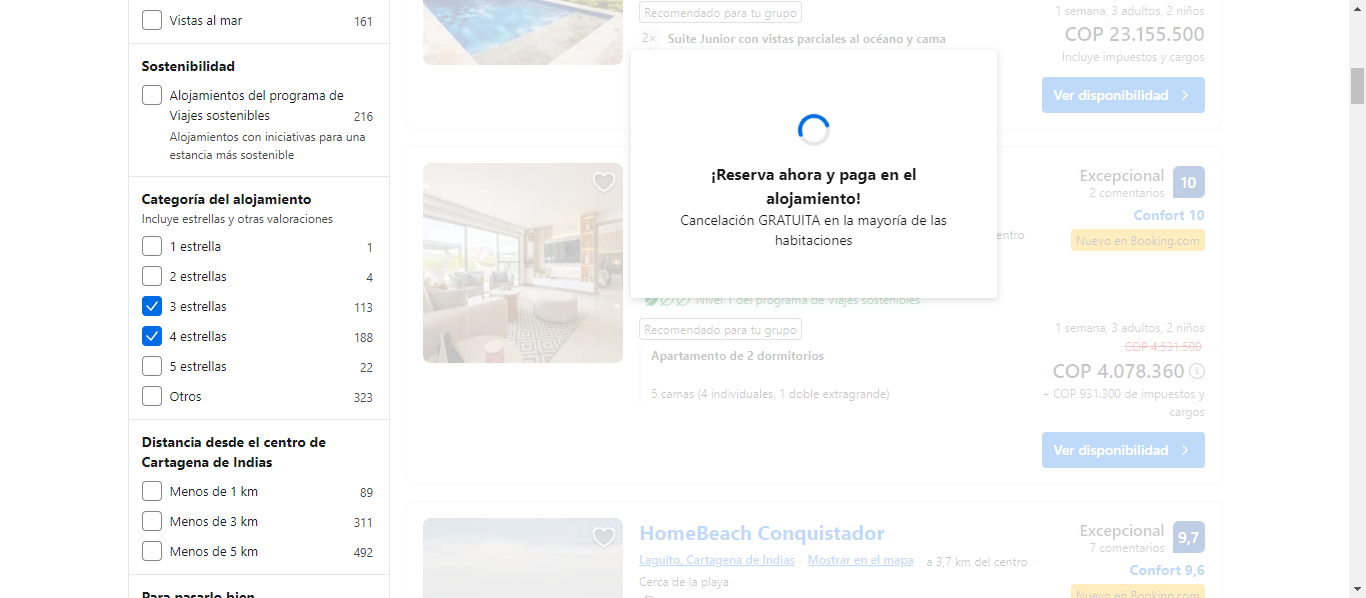 Vistas al mar 161
Sostenibilidad
Alojamientos del programa de
Viajes sostenibles 216
Alojamientos con iniciativas para una
estancia más sostenible
Categoría del alojamiento
Incluye estrellas y otras valoraciones
1 estrella 1
2 estrellas 4
3 estrellas 113
4 estrellas 188
5 estrellas 22
Otros 323
Distancia desde el centro de
Cartagena de Indias
Menos de 1 km 89
Menos de 3 km 311
Menos de 5 km 492
Para pasarlo bien
Recomendado para tu grupo
2× Suite Junior con vistas parciales al océano y cama
1 semana, 3 adultos, 2 niños
COP 23.155.500
Incluye impuestos y cargos
Ver disponibilidad
¡Reserva ahora y paga en el
alojamiento!
Cancelación GRATUITA en la mayoría de las
habitaciones
Excepcional 10
2 comentarios
Confort 10
Nuevo en Booking.com
entro
Nivel 1 del programa de Viajes sostenibles
Recomendado para tu grupo
Apartamento de 2 dormitorios
5 camas (4 individuales, 1 doble extragrande)
1 semana, 3 adultos, 2 niños
COP 4.531.500
COP 4.078.360
+ COP 931.300 de impuestos y
cargos
Ver disponibilidad
HomeBeach Conquistador
Laguito, Cartagena de Indias Mostrar en el mapa a 3,7 km del centro
Cerca de la playa
Excepcional 9,7
7 comentarios
Confort 9,6
Nuevo en Booking.com